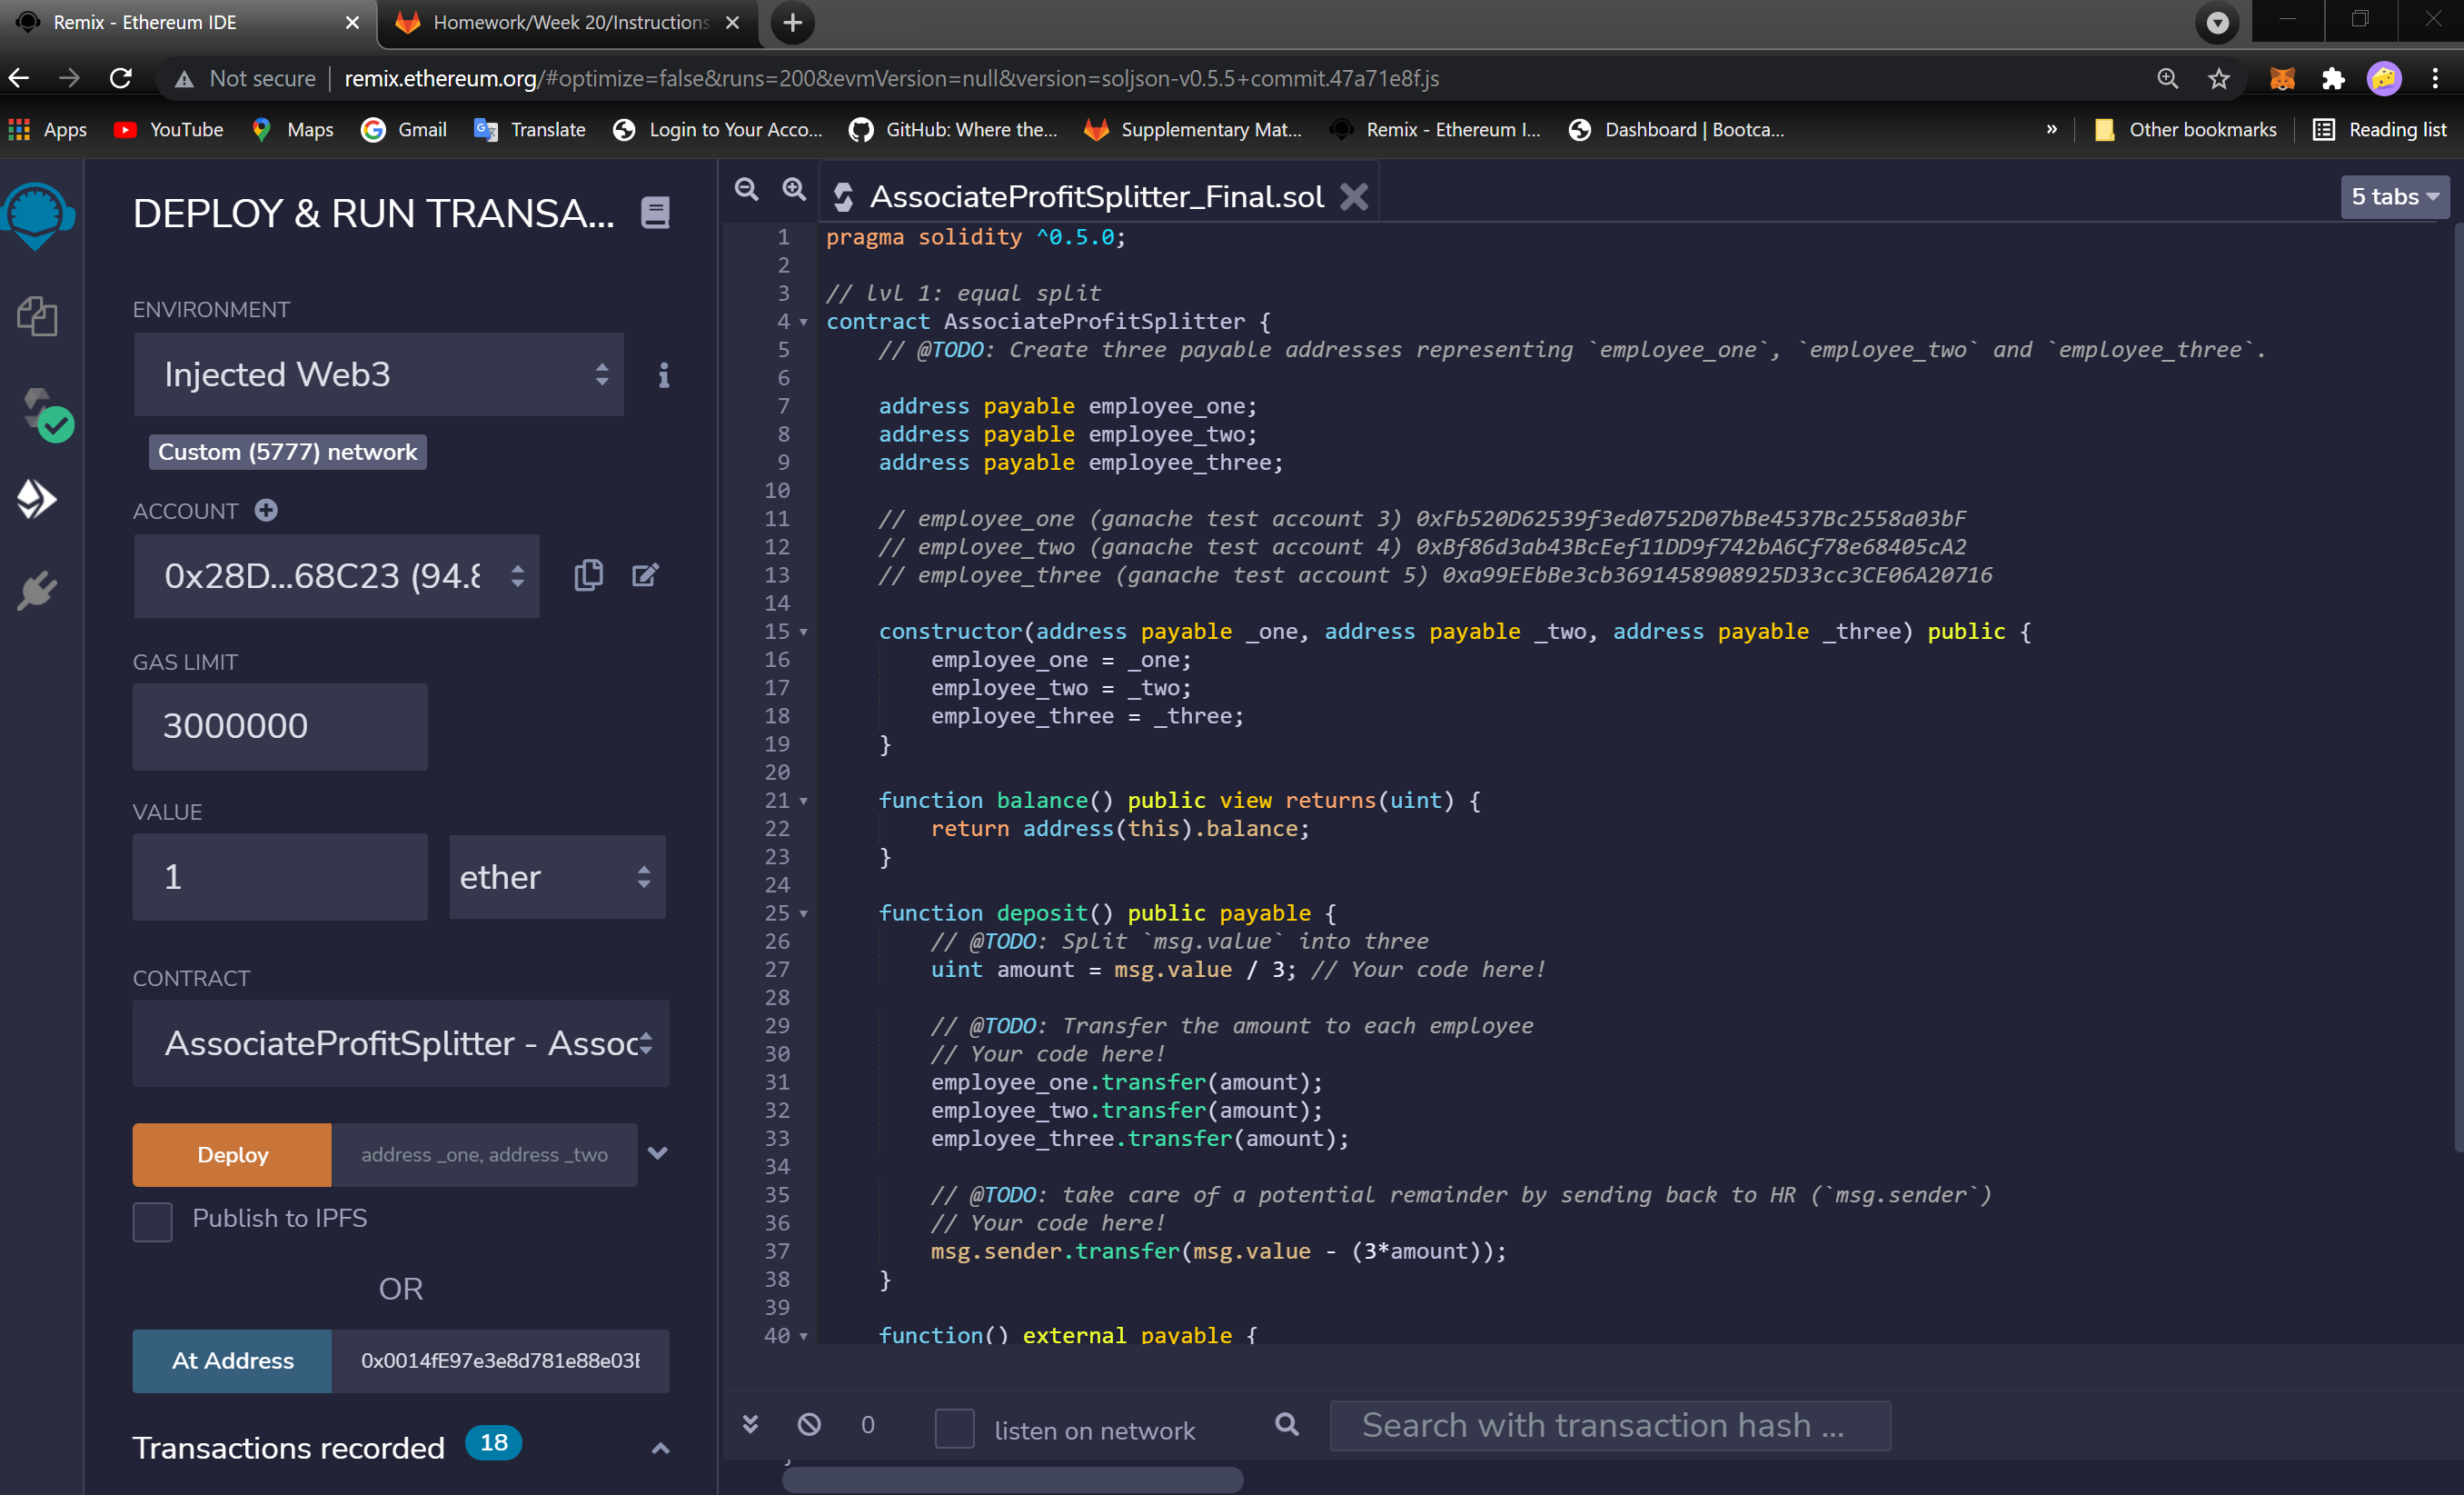 Remix - Ethereum IDE
Homework/Week 20/Instructions
Not secure | remix.ethereum.org/#optimize=false&runs=200&evmVersion=null&version=soljson-v0.5.5+commit.47a71e8f.js
Apps YouTube Maps Gmail Translate Login to Your Acco... GitHub: Where the... Supplementary Mat... Remix - Ethereum I... Dashboard | Bootca... » Other bookmarks Reading list
DEPLOY & RUN TRANSA...
ENVIRONMENT
Injected Web3
Custom (5777) network
ACCOUNT
0x28D...68C23 (94.8
GAS LIMIT
3000000
VALUE
1
ether
CONTRACT
AssociateProfitSplitter - Assoc
Deploy
address _one, address _two
Publish to IPFS
OR
At Address
0x0014fE97e3e8d781e88e03
Transactions recorded 18
AssociateProfitSplitter_Final.sol
5 tabs
1 pragma solidity ^0.5.0;
2
3 // lvl 1: equal split
4 contract AssociateProfitSplitter {
5 // @TODO: Create three payable addresses representing `employee_one`, `employee_two` and `employee_three`.
6
7 address payable employee_one;
8 address payable employee_two;
9 address payable employee_three;
10
11 // employee_one (ganache test account 3) 0xFb520D62539f3ed0752D07bBe4537Bc2558a03bF
12 // employee_two (ganache test account 4) 0xBf86d3ab43BcEef11DD9f742bA6Cf78e68405cA2
13 // employee_three (ganache test account 5) 0xa99EEbBe3cb3691458908925D33cc3CE06A20716
14
15 constructor(address payable _one, address payable _two, address payable _three) public {
16 employee_one = _one;
17 employee_two = _two;
18 employee_three = _three;
19 }
20
21 function balance() public view returns(uint) {
22 return address(this).balance;
23 }
24
25 function deposit() public payable {
26 // @TODO: Split `msg.value` into three
27 uint amount = msg.value / 3; // Your code here!
28
29 // @TODO: Transfer the amount to each employee
30 // Your code here!
31 employee_one.transfer(amount);
32 employee_two.transfer(amount);
33 employee_three.transfer(amount);
34
35 // @TODO: take care of a potential remainder by sending back to HR (`msg.sender`)
36 // Your code here!
37 msg.sender.transfer(msg.value - (3*amount));
38 }
39
40 function() external payable {
0
listen on network
Search with transaction hash ...